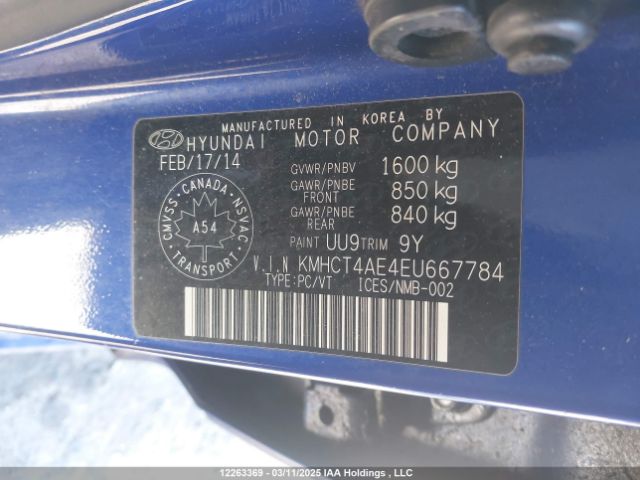 MANUFACTURED IN KOREA BY
HYUNDAI MOTOR COMPANY
FEB/17/14
GVWR/PNBV 1600 kg
GAWR/PNBE FRONT 850 kg
GAWR/PNBE REAR 840 kg
CMVSS · CANADA · NSVAC
A54
TRANSPORT
PAINT UU9 TRIM 9Y
V.I.N KMHCT4AE4EU667784
TYPE:PC/VT ICES/NMB-002
12263369 - 03/11/2025 IAA Holdings , LLC